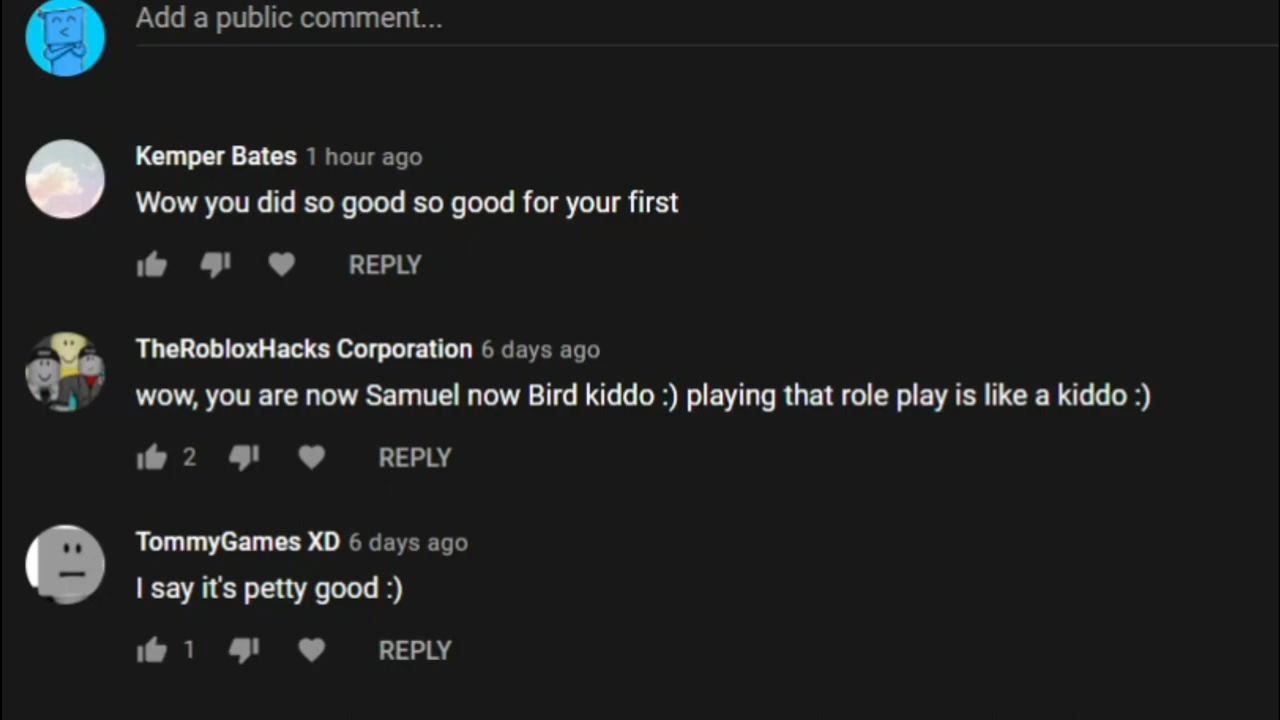 Add a public comment...
Kemper Bates 1 hour ago
Wow you did so good so good for your first
REPLY
TheRobloxHacks Corporation 6 days ago
wow, you are now Samuel now Bird kiddo :) playing that role play is like a kiddo :)
2 REPLY
TommyGames XD 6 days ago
I say it's petty good :)
1 REPLY